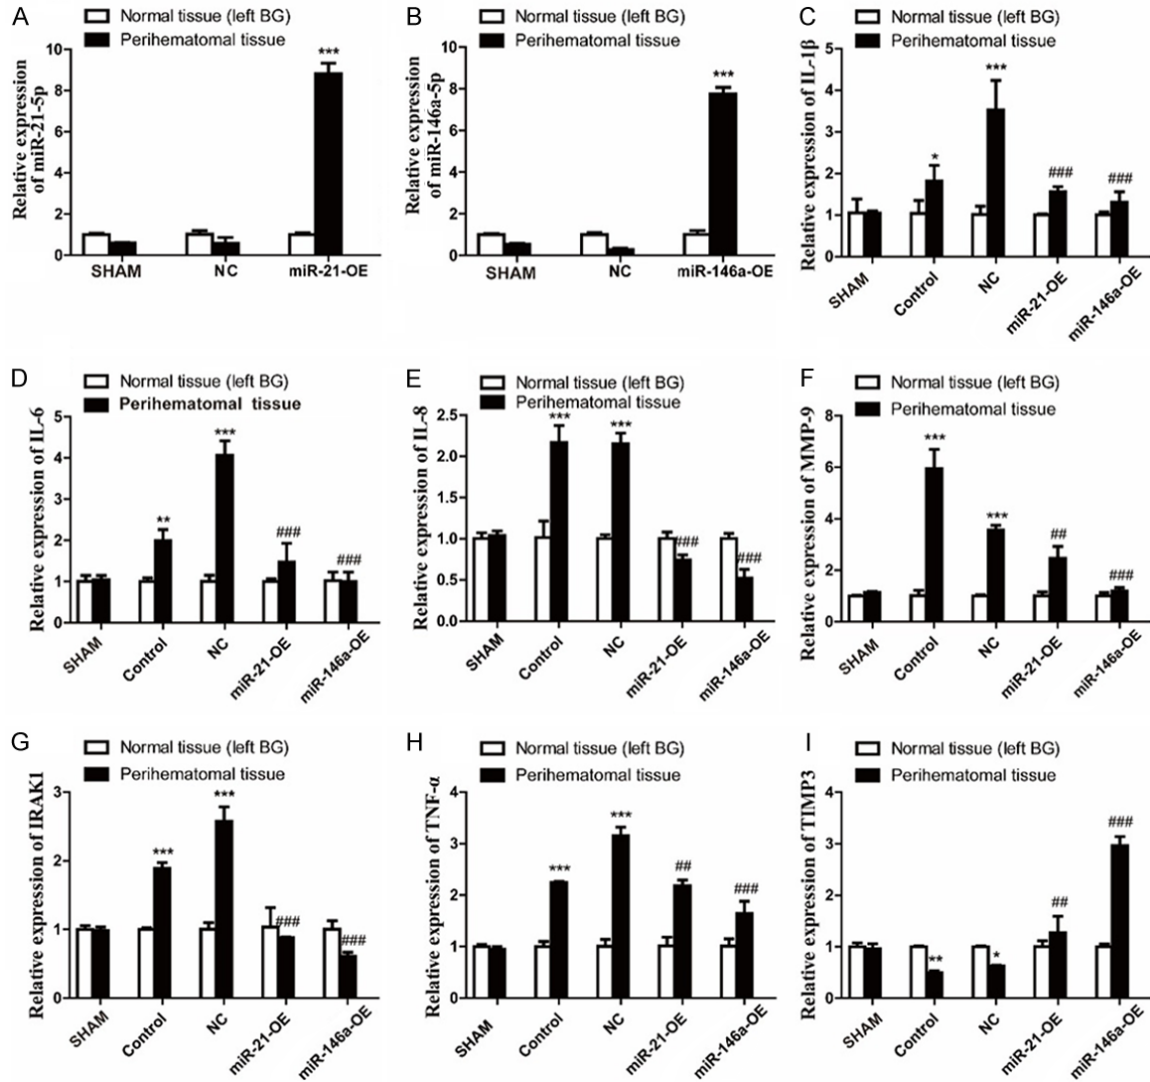 A
Normal tissue (left BG)
Perihematomal tissue
Relative expression
of miR-21-5p
10
8
6
4
2
0
***
SHAM
NC
miR-21-OE
B
Normal tissue (left BG)
Perihematomal tissue
Relative expression
of miR-146a-5p
10
8
6
4
2
0
***
SHAM
NC
miR-146a-OE
C
Normal tissue (left BG)
Perihematomal tissue
Relative expression of IL-1β
5
4
3
2
1
0
*
***
###
###
SHAM
Control
NC
miR-21-OE
miR-146a-OE
D
Normal tissue (left BG)
Perihematomal tissue
Relative expression of IL-6
5
4
3
2
1
0
**
***
###
###
SHAM
Control
NC
miR-21-OE
miR-146a-OE
E
Normal tissue (left BG)
Perihematomal tissue
Relative expression of IL-8
2.5
2.0
1.5
1.0
0.5
0.0
***
***
###
###
SHAM
Control
NC
miR-21-OE
miR-146a-OE
F
Normal tissue (left BG)
Perihematomal tissue
Relative expression of MMP-9
8
6
4
2
0
***
***
##
###
SHAM
Control
NC
miR-21-OE
miR-146a-OE
G
Normal tissue (left BG)
Perihematomal tissue
Relative expression of IRAK1
3
2
1
0
***
***
###
###
SHAM
Control
NC
miR-21-OE
miR-146a-OE
H
Normal tissue (left BG)
Perihematomal tissue
Relative expression of TNF-α
4
3
2
1
0
***
***
##
###
SHAM
Control
NC
miR-21-OE
miR-146a-OE
I
Normal tissue (left BG)
Perihematomal tissue
Relative expression of TIMP3
4
3
2
1
0
**
*
##
###
SHAM
Control
NC
miR-21-OE
miR-146a-OE